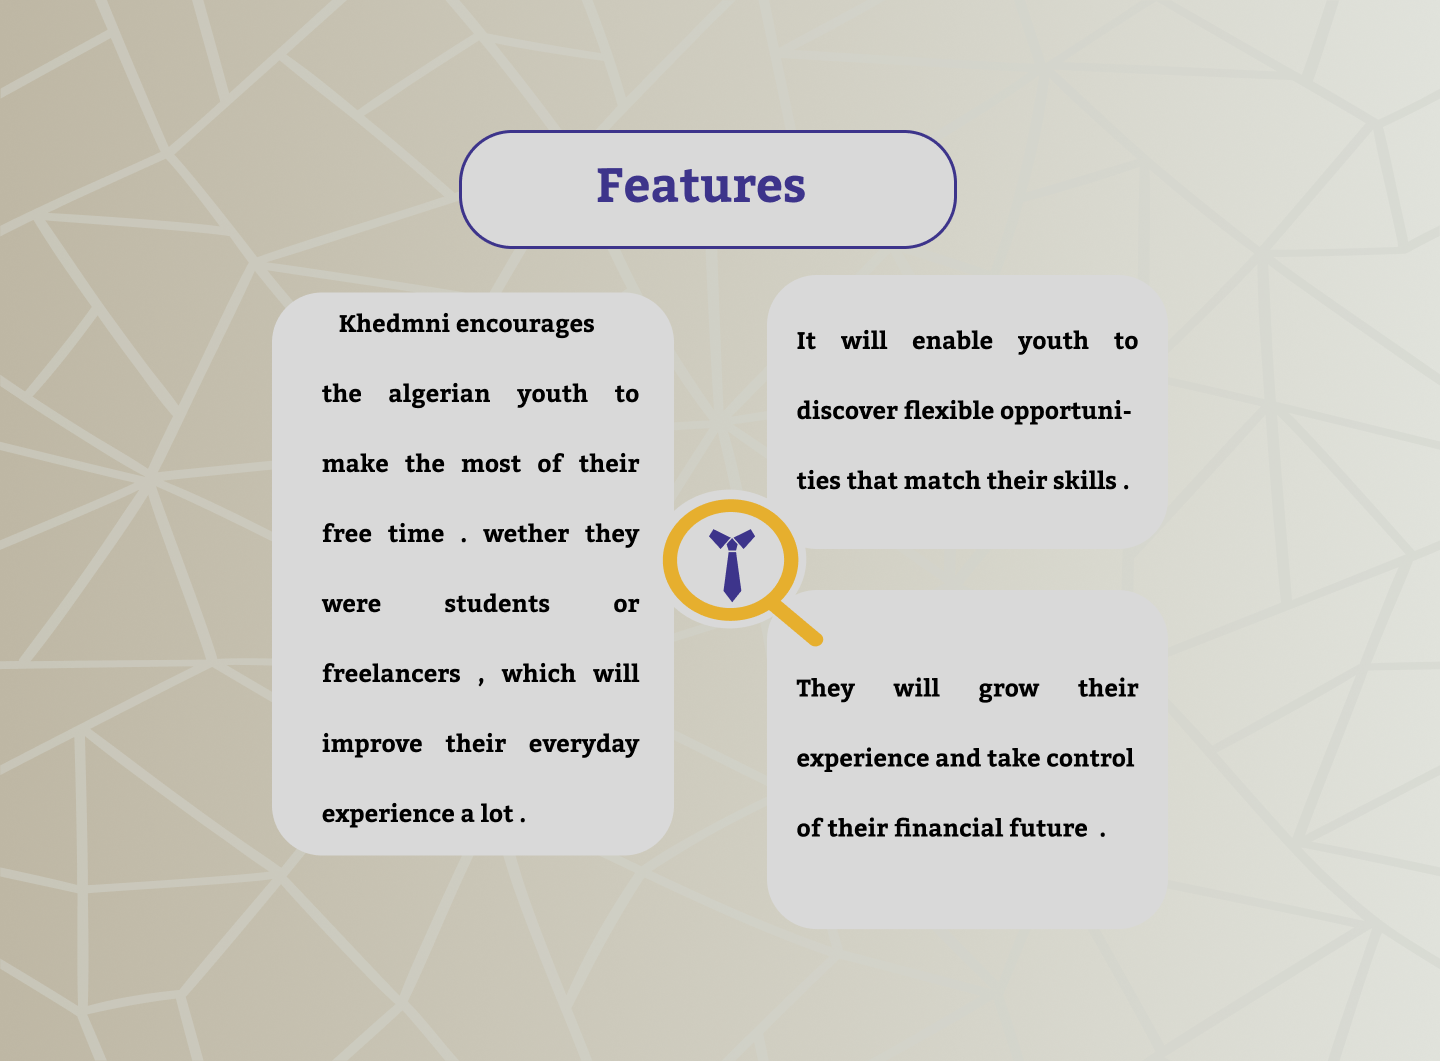 Features
Khedmni encourages
the algerian youth to
make the most of their
free time . wether they
were students or
freelancers , which will
improve their everyday
experience a lot .
It will enable youth to
discover flexible opportuni-
ties that match their skills .
They will grow their
experience and take control
of their financial future .